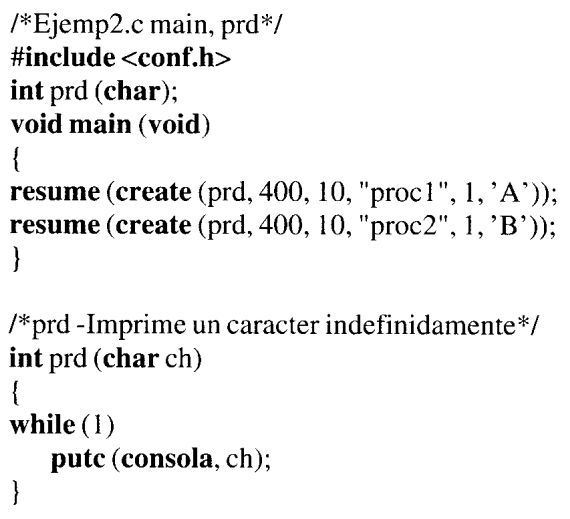 /*Ejemp2.c main, prd*/
#include <conf.h>
int prd (char);
void main (void)
{
resume (create (prd, 400, 10, "proc1", 1, 'A'));
resume (create (prd, 400, 10, "proc2", 1, 'B'));
}
/*prd -Imprime un caracter indefinidamente*/
int prd (char ch)
{
while (1)
putc (consola, ch);
}